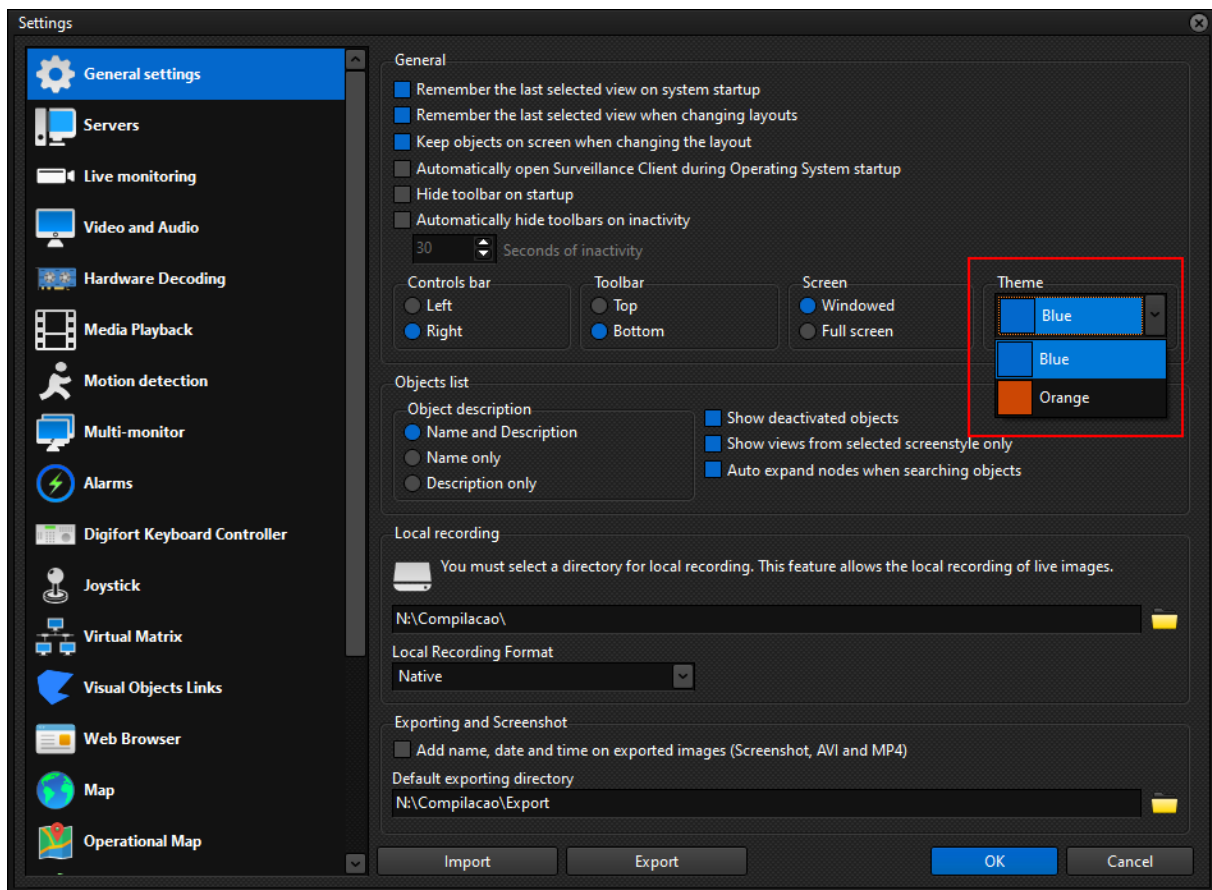 Settings
General settings
Servers
Live monitoring
Video and Audio
Hardware Decoding
Media Playback
Motion detection
Multi-monitor
Alarms
Digifort Keyboard Controller
Joystick
Virtual Matrix
Visual Objects Links
Web Browser
Map
Operational Map
General
Remember the last selected view on system startup
Remember the last selected view when changing layouts
Keep objects on screen when changing the layout
Automatically open Surveillance Client during Operating System startup
Hide toolbar on startup
Automatically hide toolbars on inactivity
30 Seconds of inactivity
Controls bar
Left
Right
Toolbar
Top
Bottom
Screen
Windowed
Full screen
Theme
Blue
Blue
Orange
Objects list
Object description
Name and Description
Name only
Description only
Show deactivated objects
Show views from selected screenstyle only
Auto expand nodes when searching objects
Local recording
You must select a directory for local recording. This feature allows the local recording of live images.
N:\Compilacao\
Local Recording Format
Native
Exporting and Screenshot
Add name, date and time on exported images (Screenshot, AVI and MP4)
Default exporting directory
N:\Compilacao\Export
Import
Export
OK
Cancel